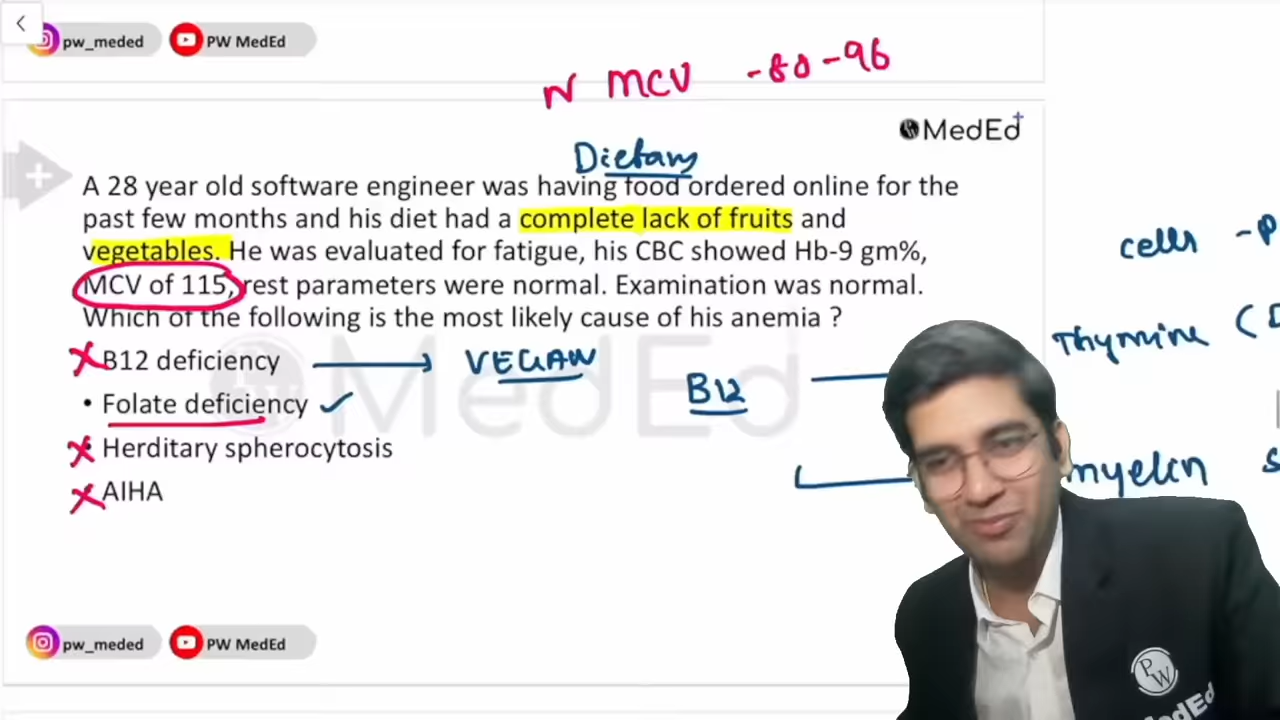 pw_meded PW MedEd
N MCV -80-96
MedEd
Dietary
A 28 year old software engineer was having food ordered online for the
past few months and his diet had a complete lack of fruits and
vegetables. He was evaluated for fatigue, his CBC showed Hb-9 gm%,
MCV of 115, rest parameters were normal. Examination was normal.
Which of the following is the most likely cause of his anemia ?
cells -P
Thymine (D
B12 deficiency VEGAN
B12
• Folate deficiency
Herditary spherocytosis
myelin S
AIHA
MedEd
PW
MedEd
pw_meded PW MedEd